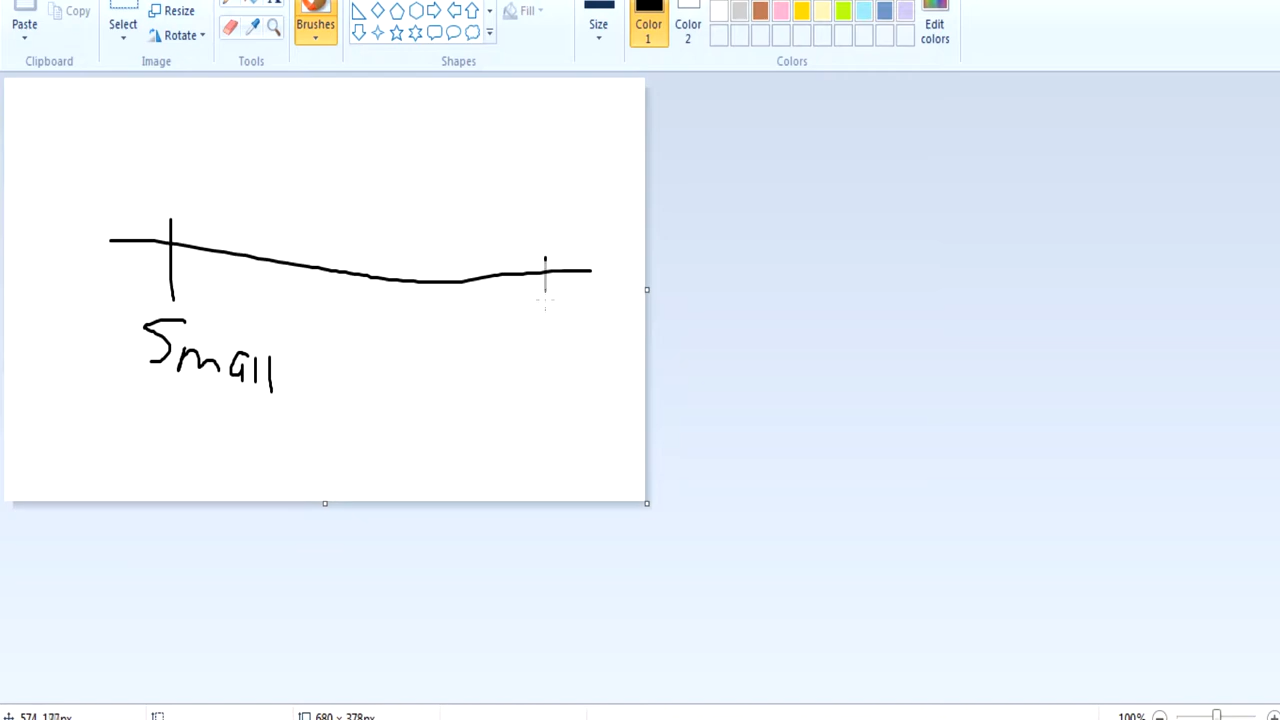 Copy
Resize
Paste
Select
Rotate
Brushes
Fill
Size
Color 1
Color 2
Edit colors
Clipboard
Image
Tools
Shapes
Colors
Small
680 × 378px
100%